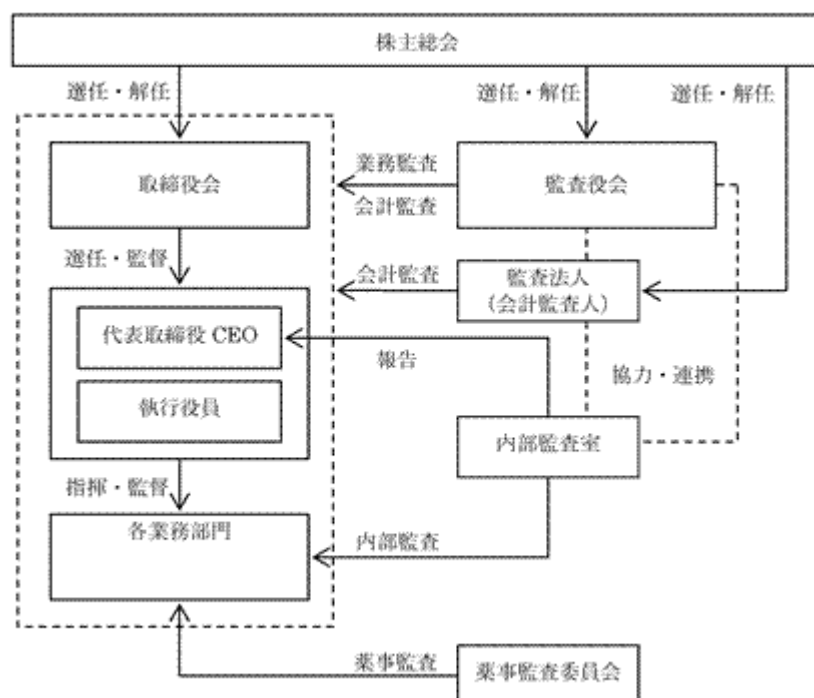 株主総会
選任・解任
選任・解任
選任・解任
取締役会
業務監査
会計監査
監査役会
選任・監督
会計監査
監査法人
(会計監査人)
代表取締役 CEO
報告
協力・連携
執行役員
内部監査室
指揮・監督
各業務部門
内部監査
薬事監査
薬事監査委員会